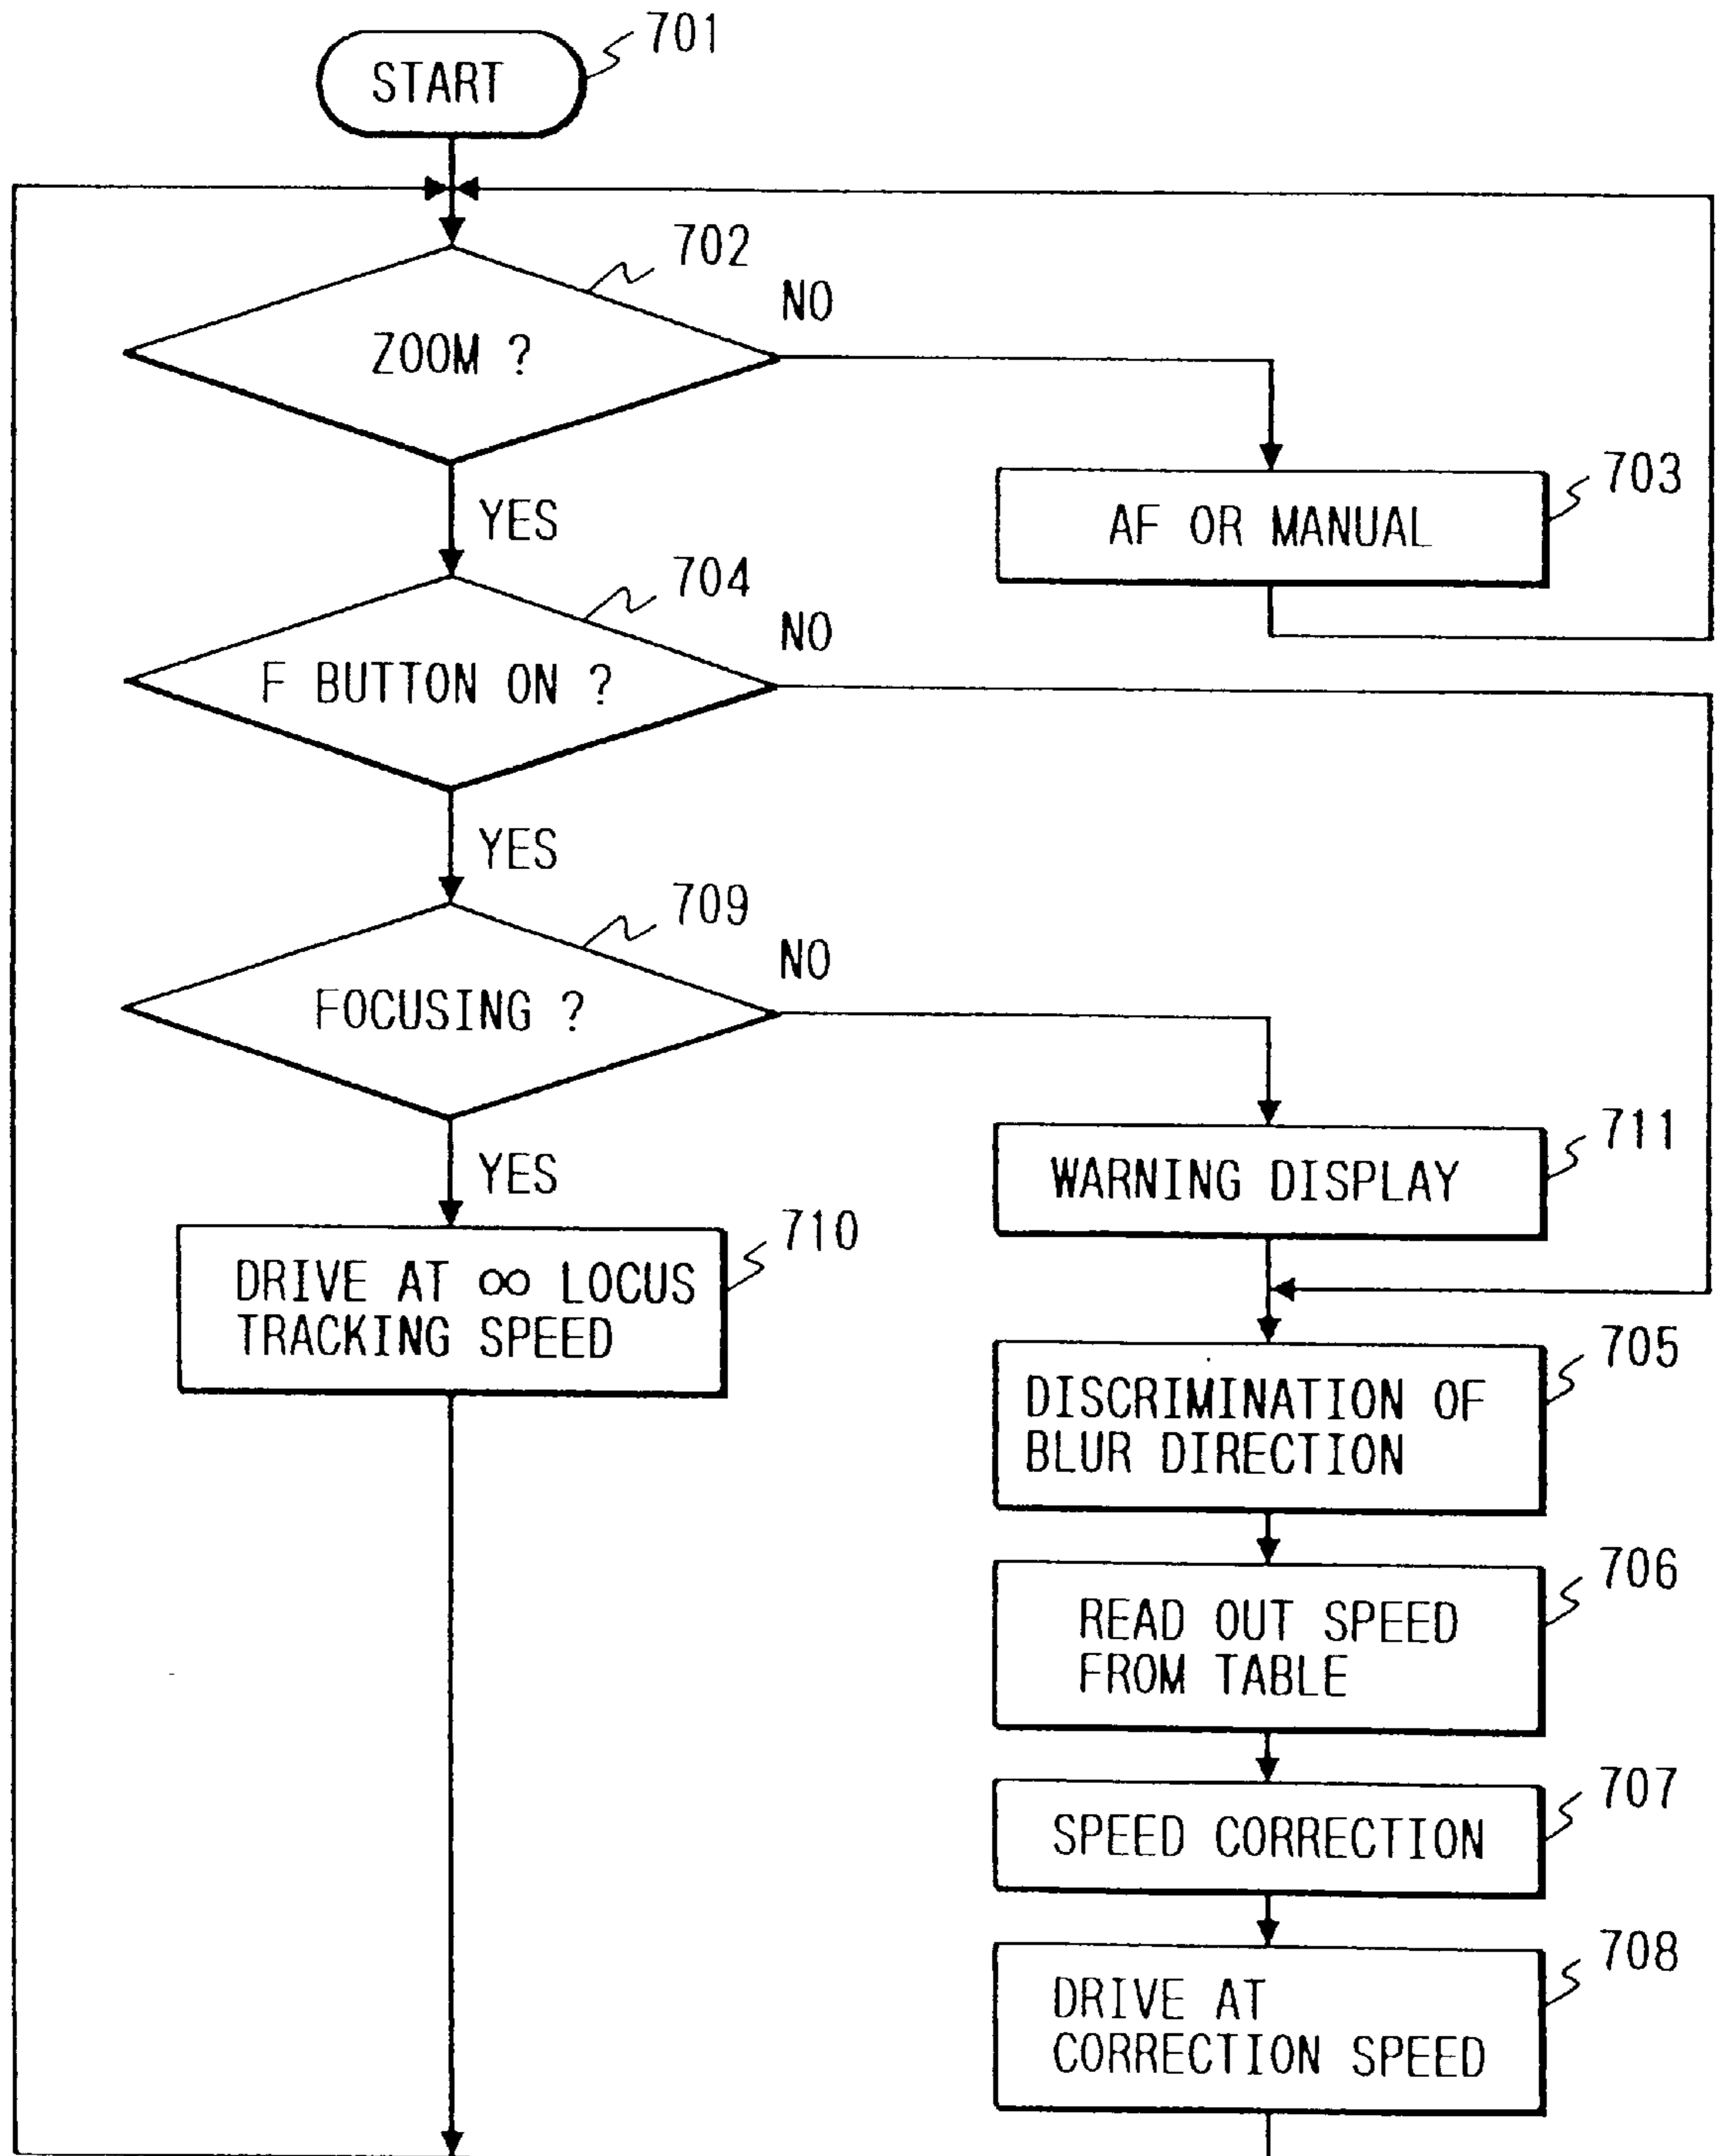 701
START
702
ZOOM ?
NO
YES
703
AF OR MANUAL
704
F BUTTON ON ?
NO
YES
709
FOCUSING ?
NO
YES
711
WARNING DISPLAY
710
DRIVE AT ∞ LOCUS
TRACKING SPEED
705
DISCRIMINATION OF
BLUR DIRECTION
706
READ OUT SPEED
FROM TABLE
707
SPEED CORRECTION
708
DRIVE AT
CORRECTION SPEED